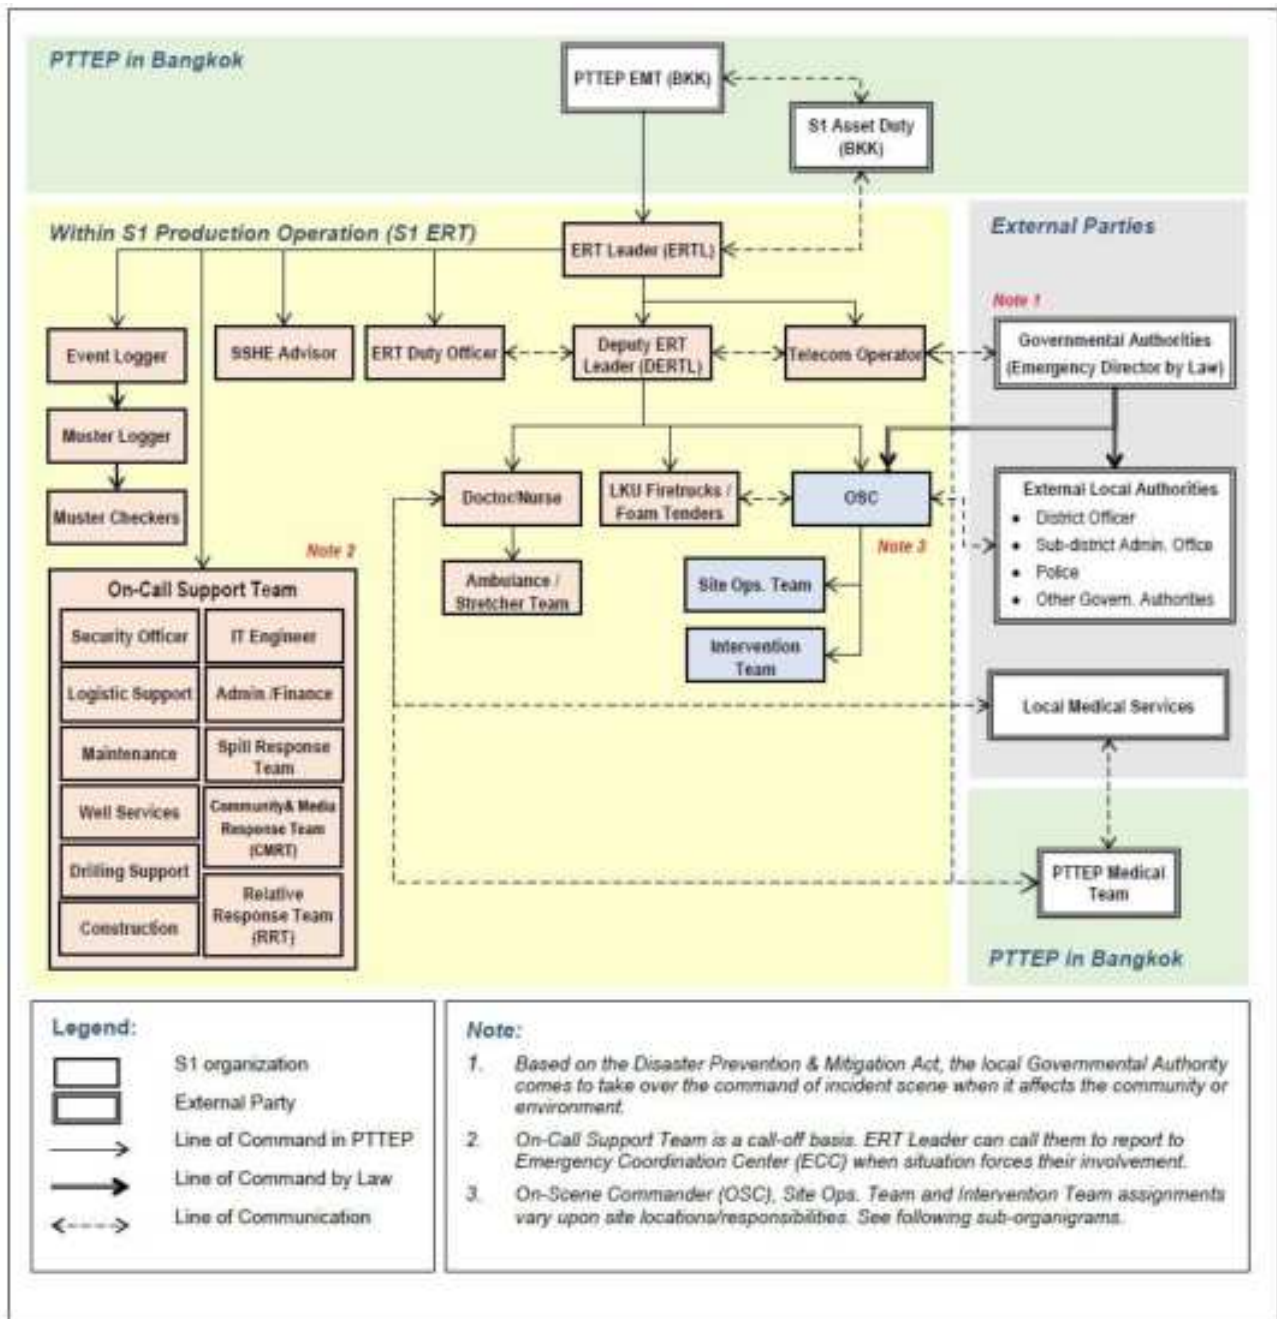 PTTEP in Bangkok
PTTEP EMT (BKK)
S1 Asset Duty
(BKK)
Within S1 Production Operation (S1 ERT)
ERT Leader (ERTL)
External Parties
Note 1
Event Logger
SSHE Advisor
ERT Duty Officer
Deputy ERT
Leader (DERTL)
Telecom Operator
Governmental Authorities
(Emergency Director by Law)
Muster Logger
Muster Checkers
Doctor/Nurse
LKU Firetrucks /
Foam Tenders
OSC
External Local Authorities
• District Officer
• Sub-district Admin. Office
• Police
• Other Govern. Authorities
Note 2
Note 3
Ambulance /
Stretcher Team
Site Ops. Team
Intervention
Team
On-Call Support Team
Security Officer
IT Engineer
Logistic Support
Admin /Finance
Maintenance
Spill Response
Team
Well Services
Community& Media
Response Team
(CMRT)
Drilling Support
Construction
Relative
Response Team
(RRT)
Local Medical Services
PTTEP Medical
Team
PTTEP in Bangkok
Legend:
S1 organization
External Party
Line of Command in PTTEP
Line of Command by Law
Line of Communication
Note:
1. Based on the Disaster Prevention & Mitigation Act, the local Governmental Authority
comes to take over the command of incident scene when it affects the community or
environment.
2. On-Call Support Team is a call-off basis. ERT Leader can call them to report to
Emergency Coordination Center (ECC) when situation forces their involvement.
3. On-Scene Commander (OSC), Site Ops. Team and Intervention Team assignments
vary upon site locations/responsibilities. See following sub-organigrams.